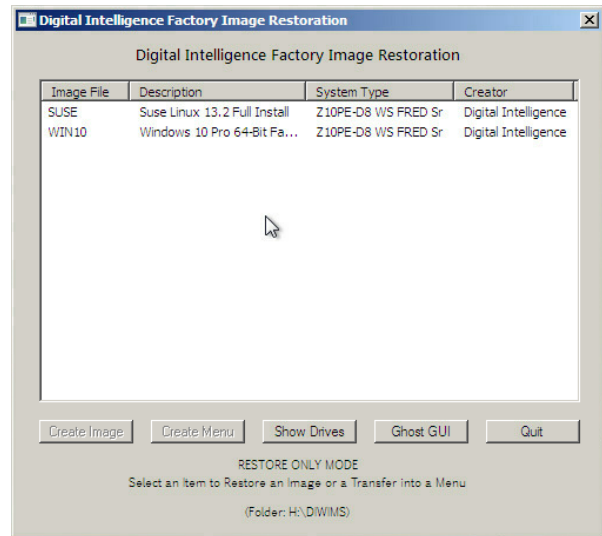 Digital Intelligence Factory Image Restoration
Digital Intelligence Factory Image Restoration
Image File Description System Type Creator
SUSE Suse Linux 13.2 Full Install Z10PE-D8 WS FRED Sr Digital Intelligence
WIN10 Windows 10 Pro 64-Bit Fa... Z10PE-D8 WS FRED Sr Digital Intelligence
Create Image Create Menu Show Drives Ghost GUI Quit
RESTORE ONLY MODE
Select an Item to Restore an Image or a Transfer into a Menu
(Folder: H:\DIWIMS)